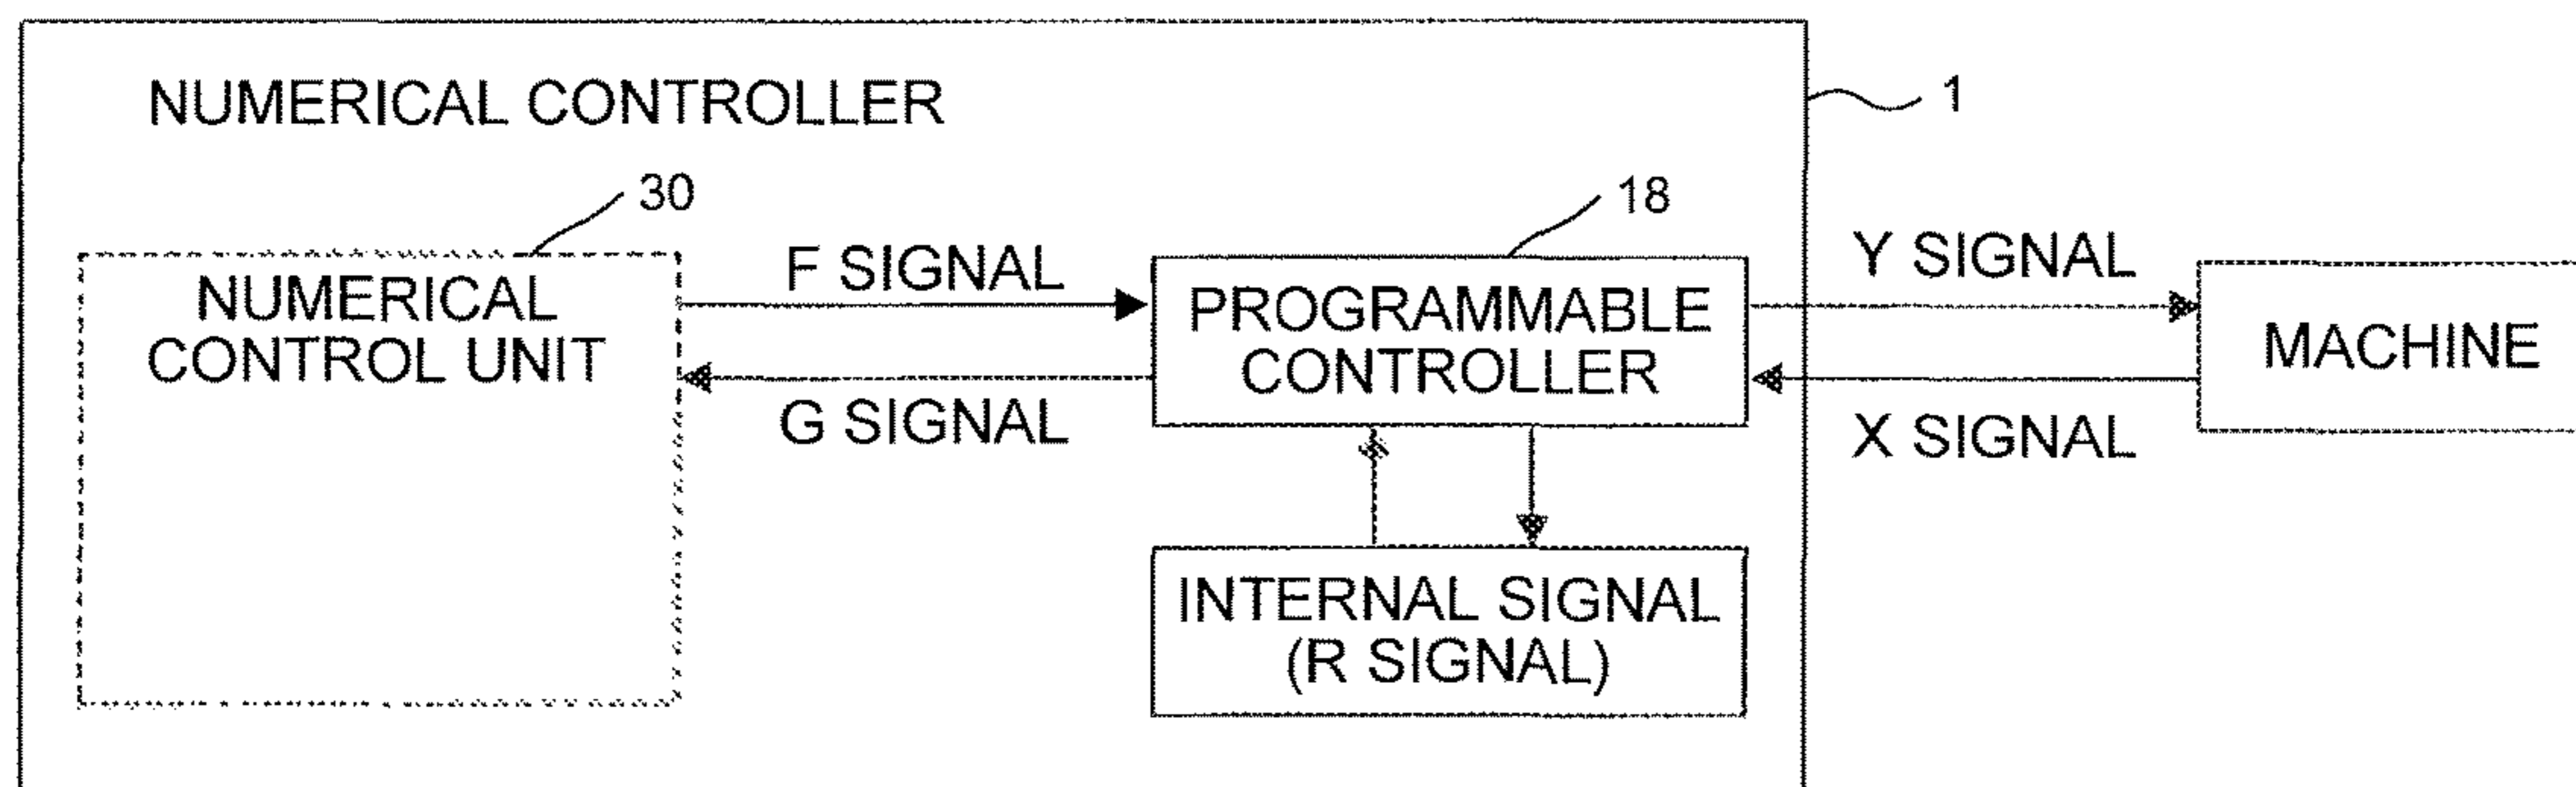 NUMERICAL CONTROLLER
1
30
18
NUMERICAL
CONTROL UNIT
F SIGNAL
G SIGNAL
PROGRAMMABLE
CONTROLLER
Y SIGNAL
X SIGNAL
MACHINE
INTERNAL SIGNAL
(R SIGNAL)